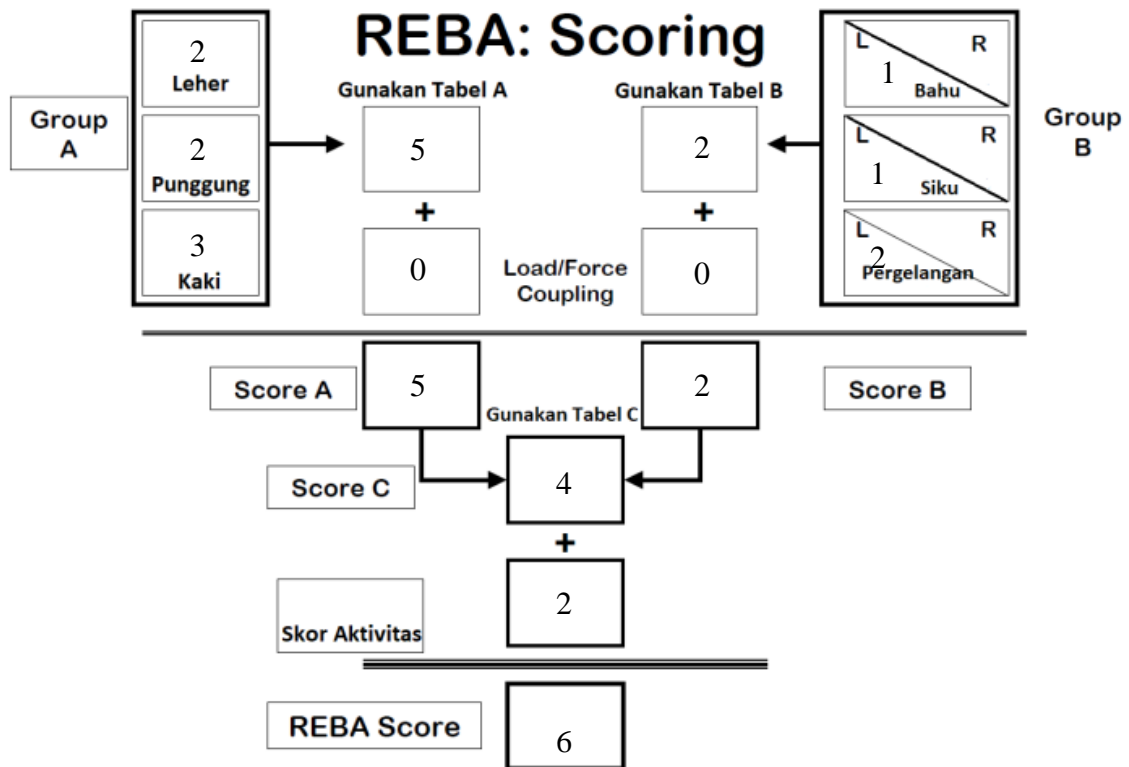 REBA: Scoring
Group
A
2
Leher
2
Punggung
3
Kaki
Gunakan Tabel A
5
+
0
Gunakan Tabel B
2
+
0
Load/Force
Coupling
L
R
1
Bahu
L
R
1
Siku
L
R
2
Pergelangan
Group
B
Score A
5
2
Score B
Gunakan Tabel C
Score C
4
+
2
Skor Aktivitas
REBA Score
6